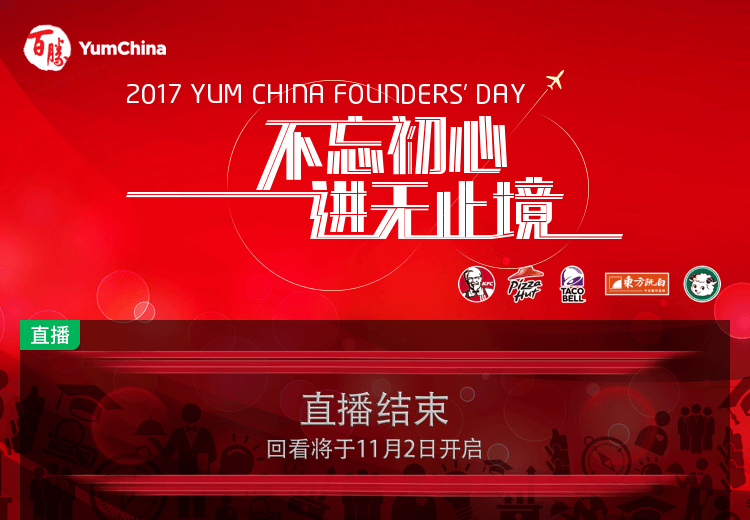 百勝 YumChina
2017 YUM CHINA FOUNDERS' DAY
不忘初心
进无止境
KFC
Pizza
Hut
TACO
BELL
東方既白
直播
直播结束
回看将于11月2日开启